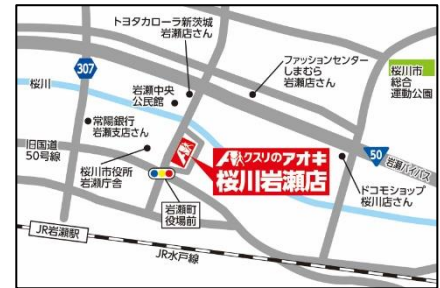 トヨタカローラ新茨城
岩瀬店さん
307
岩瀬中央
公民館
ファッションセンター
しまむら
岩瀬店さん
桜川市
総合
運動公園
桜川
常陽銀行
岩瀬支店さん
旧国道
50号線
桜川市役所
岩瀬庁舎
クスリのアオキ
桜川岩瀬店
50
岩瀬バイパス
岩瀬町
役場前
ドコモショップ
桜川店さん
JR岩瀬駅
JR水戸線